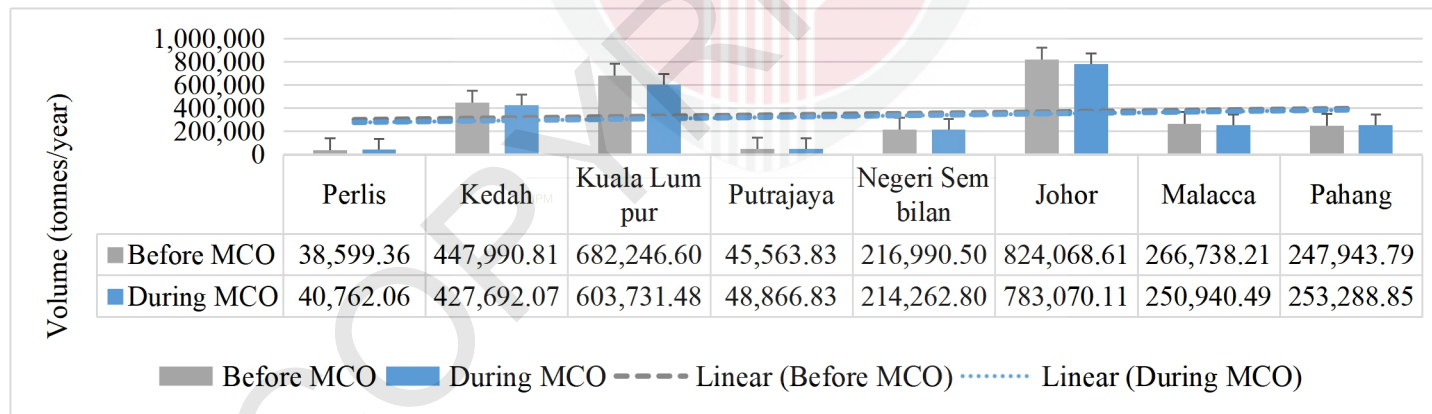 1,000,000
800,000
600,000
400,000
200,000
0
Volume (tonnes/year)
Perlis Kedah Kuala Lum Putrajaya Negeri Sem Johor Malacca Pahang
pur bilan
Before MCO 38,599.36 447,990.81 682,246.60 45,563.83 216,990.50 824,068.61 266,738.21 247,943.79
During MCO 40,762.06 427,692.07 603,731.48 48,866.83 214,262.80 783,070.11 250,940.49 253,288.85
Before MCO During MCO Linear (Before MCO) Linear (During MCO)
COPYRI